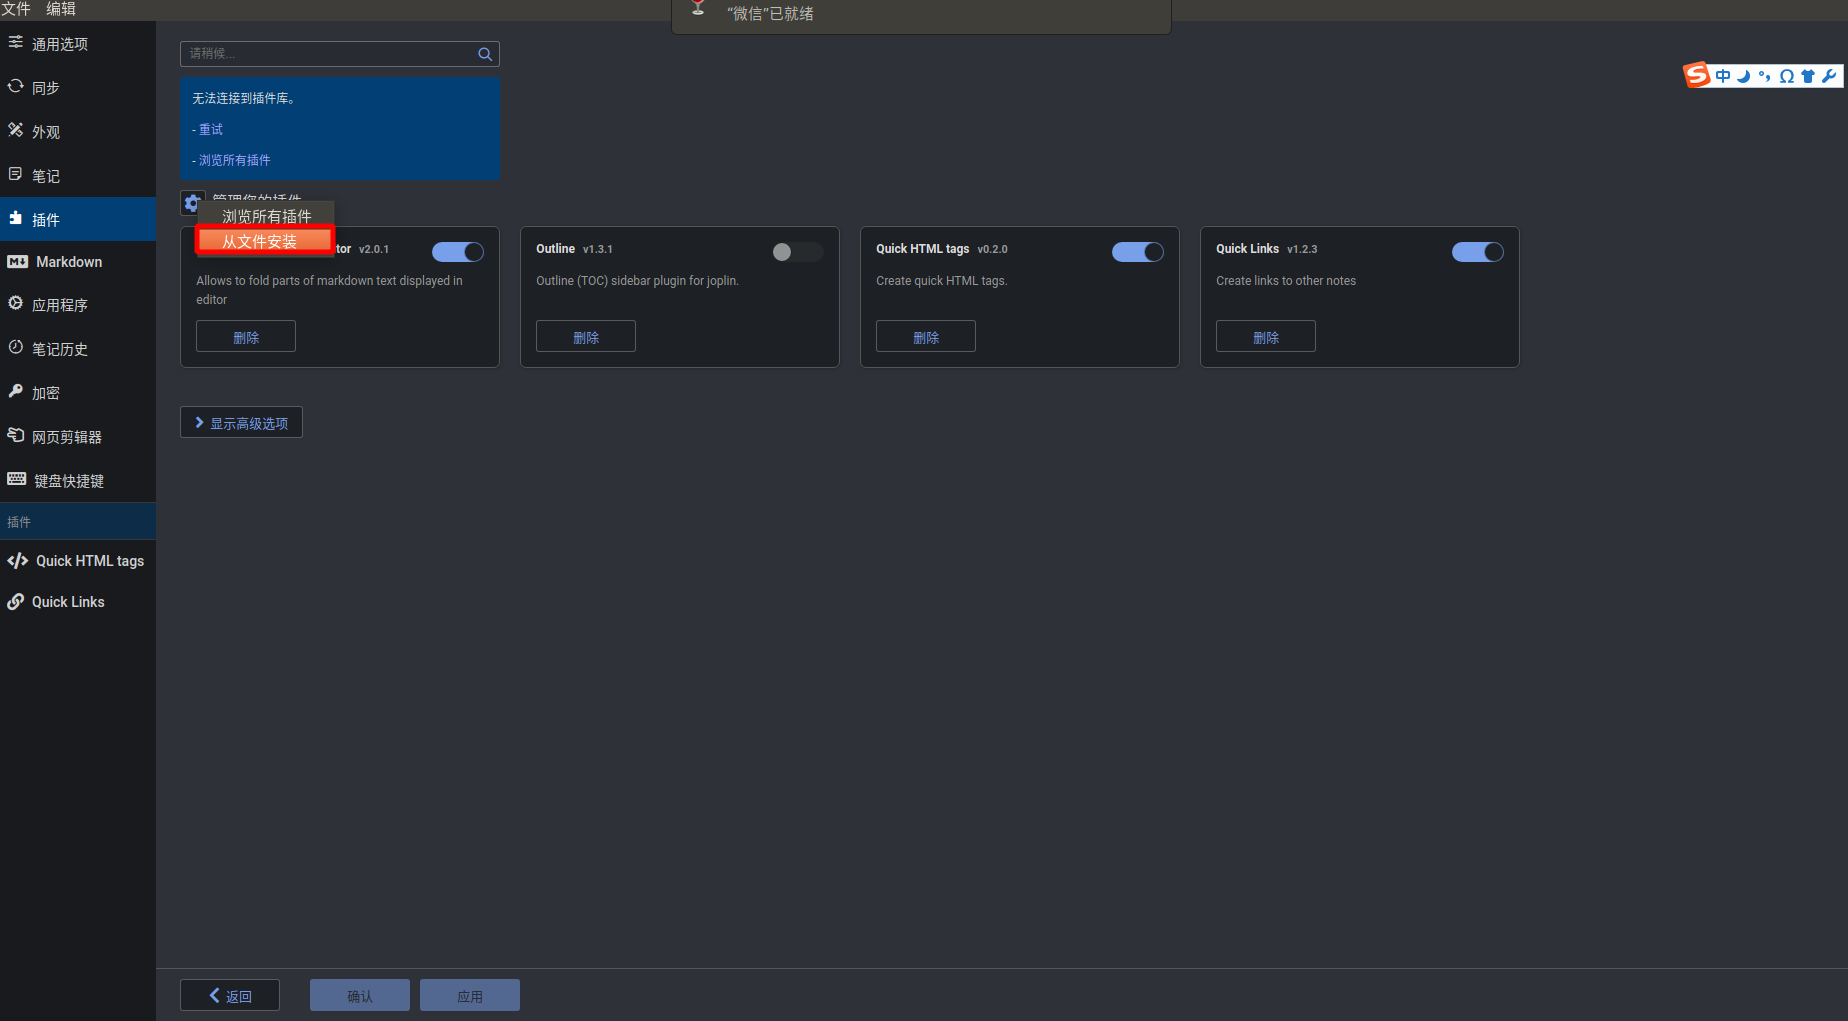 文件 编辑
“微信”已就绪
通用选项
同步
外观
笔记
插件
Markdown
应用程序
笔记历史
加密
网页剪辑器
键盘快捷键
插件
Quick HTML tags
Quick Links
请稍候...
无法连接到插件库。
- 重试
- 浏览所有插件
管理您的插件
浏览所有插件
从文件安装
tor v2.0.1
Allows to fold parts of markdown text displayed in
editor
删除
Outline v1.3.1
Outline (TOC) sidebar plugin for joplin.
删除
Quick HTML tags v0.2.0
Create quick HTML tags.
删除
Quick Links v1.2.3
Create links to other notes
删除
显示高级选项
返回
确认
应用
中